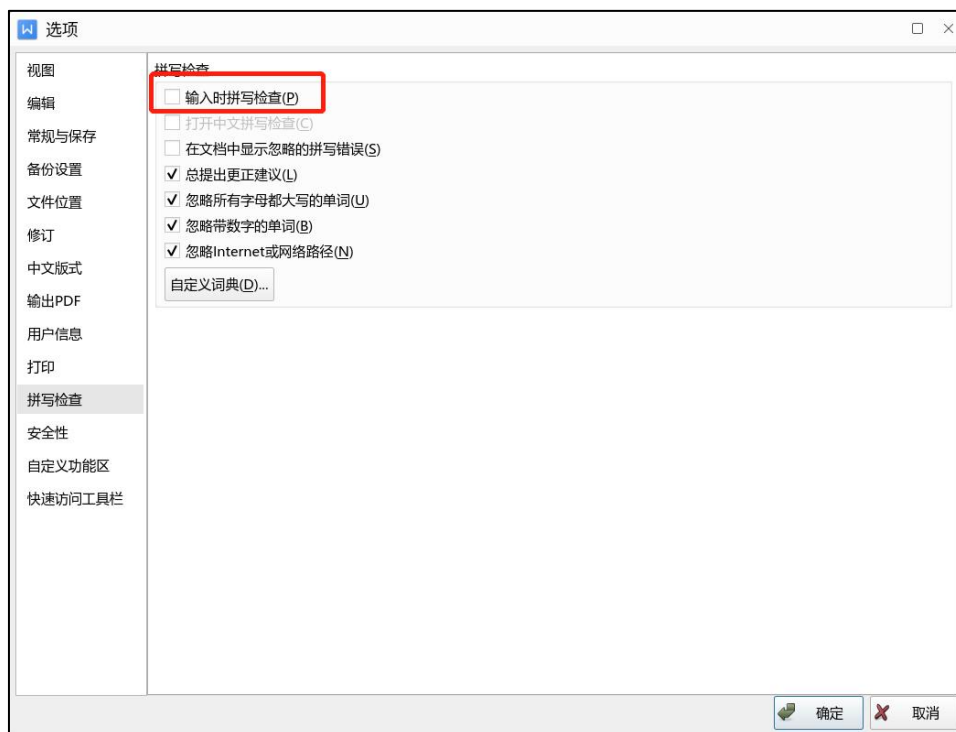 选项
视图
编辑
常规与保存
备份设置
文件位置
修订
中文版式
输出PDF
用户信息
打印
拼写检查
安全性
自定义功能区
快速访问工具栏
拼写检查
输入时拼写检查(P)
打开中文拼写检查(C)
在文档中显示忽略的拼写错误(S)
总提出更正建议(L)
忽略所有字母都大写的单词(U)
忽略带数字的单词(B)
忽略Internet或网络路径(N)
自定义词典(D)...
确定
取消